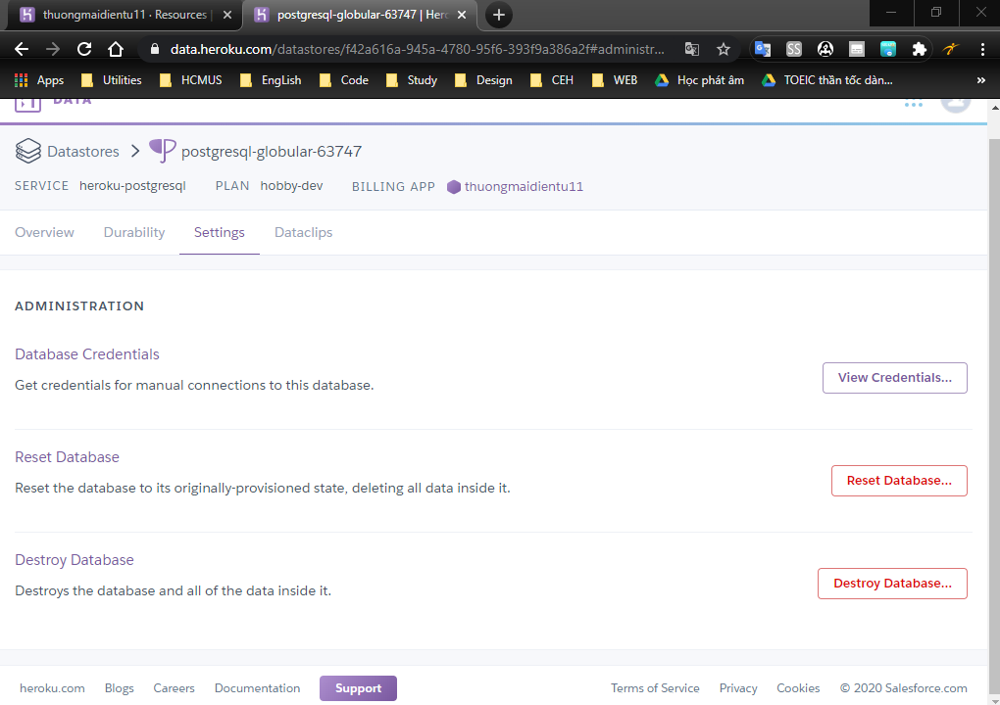 thuongmaidientu11 · Resources |
postgresql-globular-63747 | Hero
data.heroku.com/datastores/f42a616a-945a-4780-95f6-393f9a386a2f#administr...
Apps Utilities HCMUS EngLish Code Study Design CEH WEB Học phát âm TOEIC thần tốc dàn... »
DATA
Datastores > postgresql-globular-63747
SERVICE heroku-postgresql PLAN hobby-dev BILLING APP thuongmaidientu11
Overview Durability Settings Dataclips
ADMINISTRATION
Database Credentials
Get credentials for manual connections to this database.
View Credentials...
Reset Database
Reset the database to its originally-provisioned state, deleting all data inside it.
Reset Database...
Destroy Database
Destroys the database and all of the data inside it.
Destroy Database...
heroku.com Blogs Careers Documentation Support Terms of Service Privacy Cookies © 2020 Salesforce.com